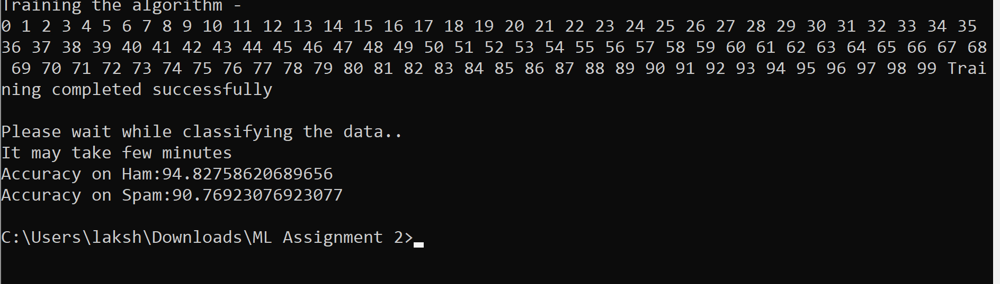 Training the algorithm -
0 1 2 3 4 5 6 7 8 9 10 11 12 13 14 15 16 17 18 19 20 21 22 23 24 25 26 27 28 29 30 31 32 33 34 35
36 37 38 39 40 41 42 43 44 45 46 47 48 49 50 51 52 53 54 55 56 57 58 59 60 61 62 63 64 65 66 67 68
 69 70 71 72 73 74 75 76 77 78 79 80 81 82 83 84 85 86 87 88 89 90 91 92 93 94 95 96 97 98 99 Trai
ning completed successfully
Please wait while classifying the data..
It may take few minutes
Accuracy on Ham:94.82758620689656
Accuracy on Spam:90.76923076923077
C:\Users\laksh\Downloads\ML Assignment 2>